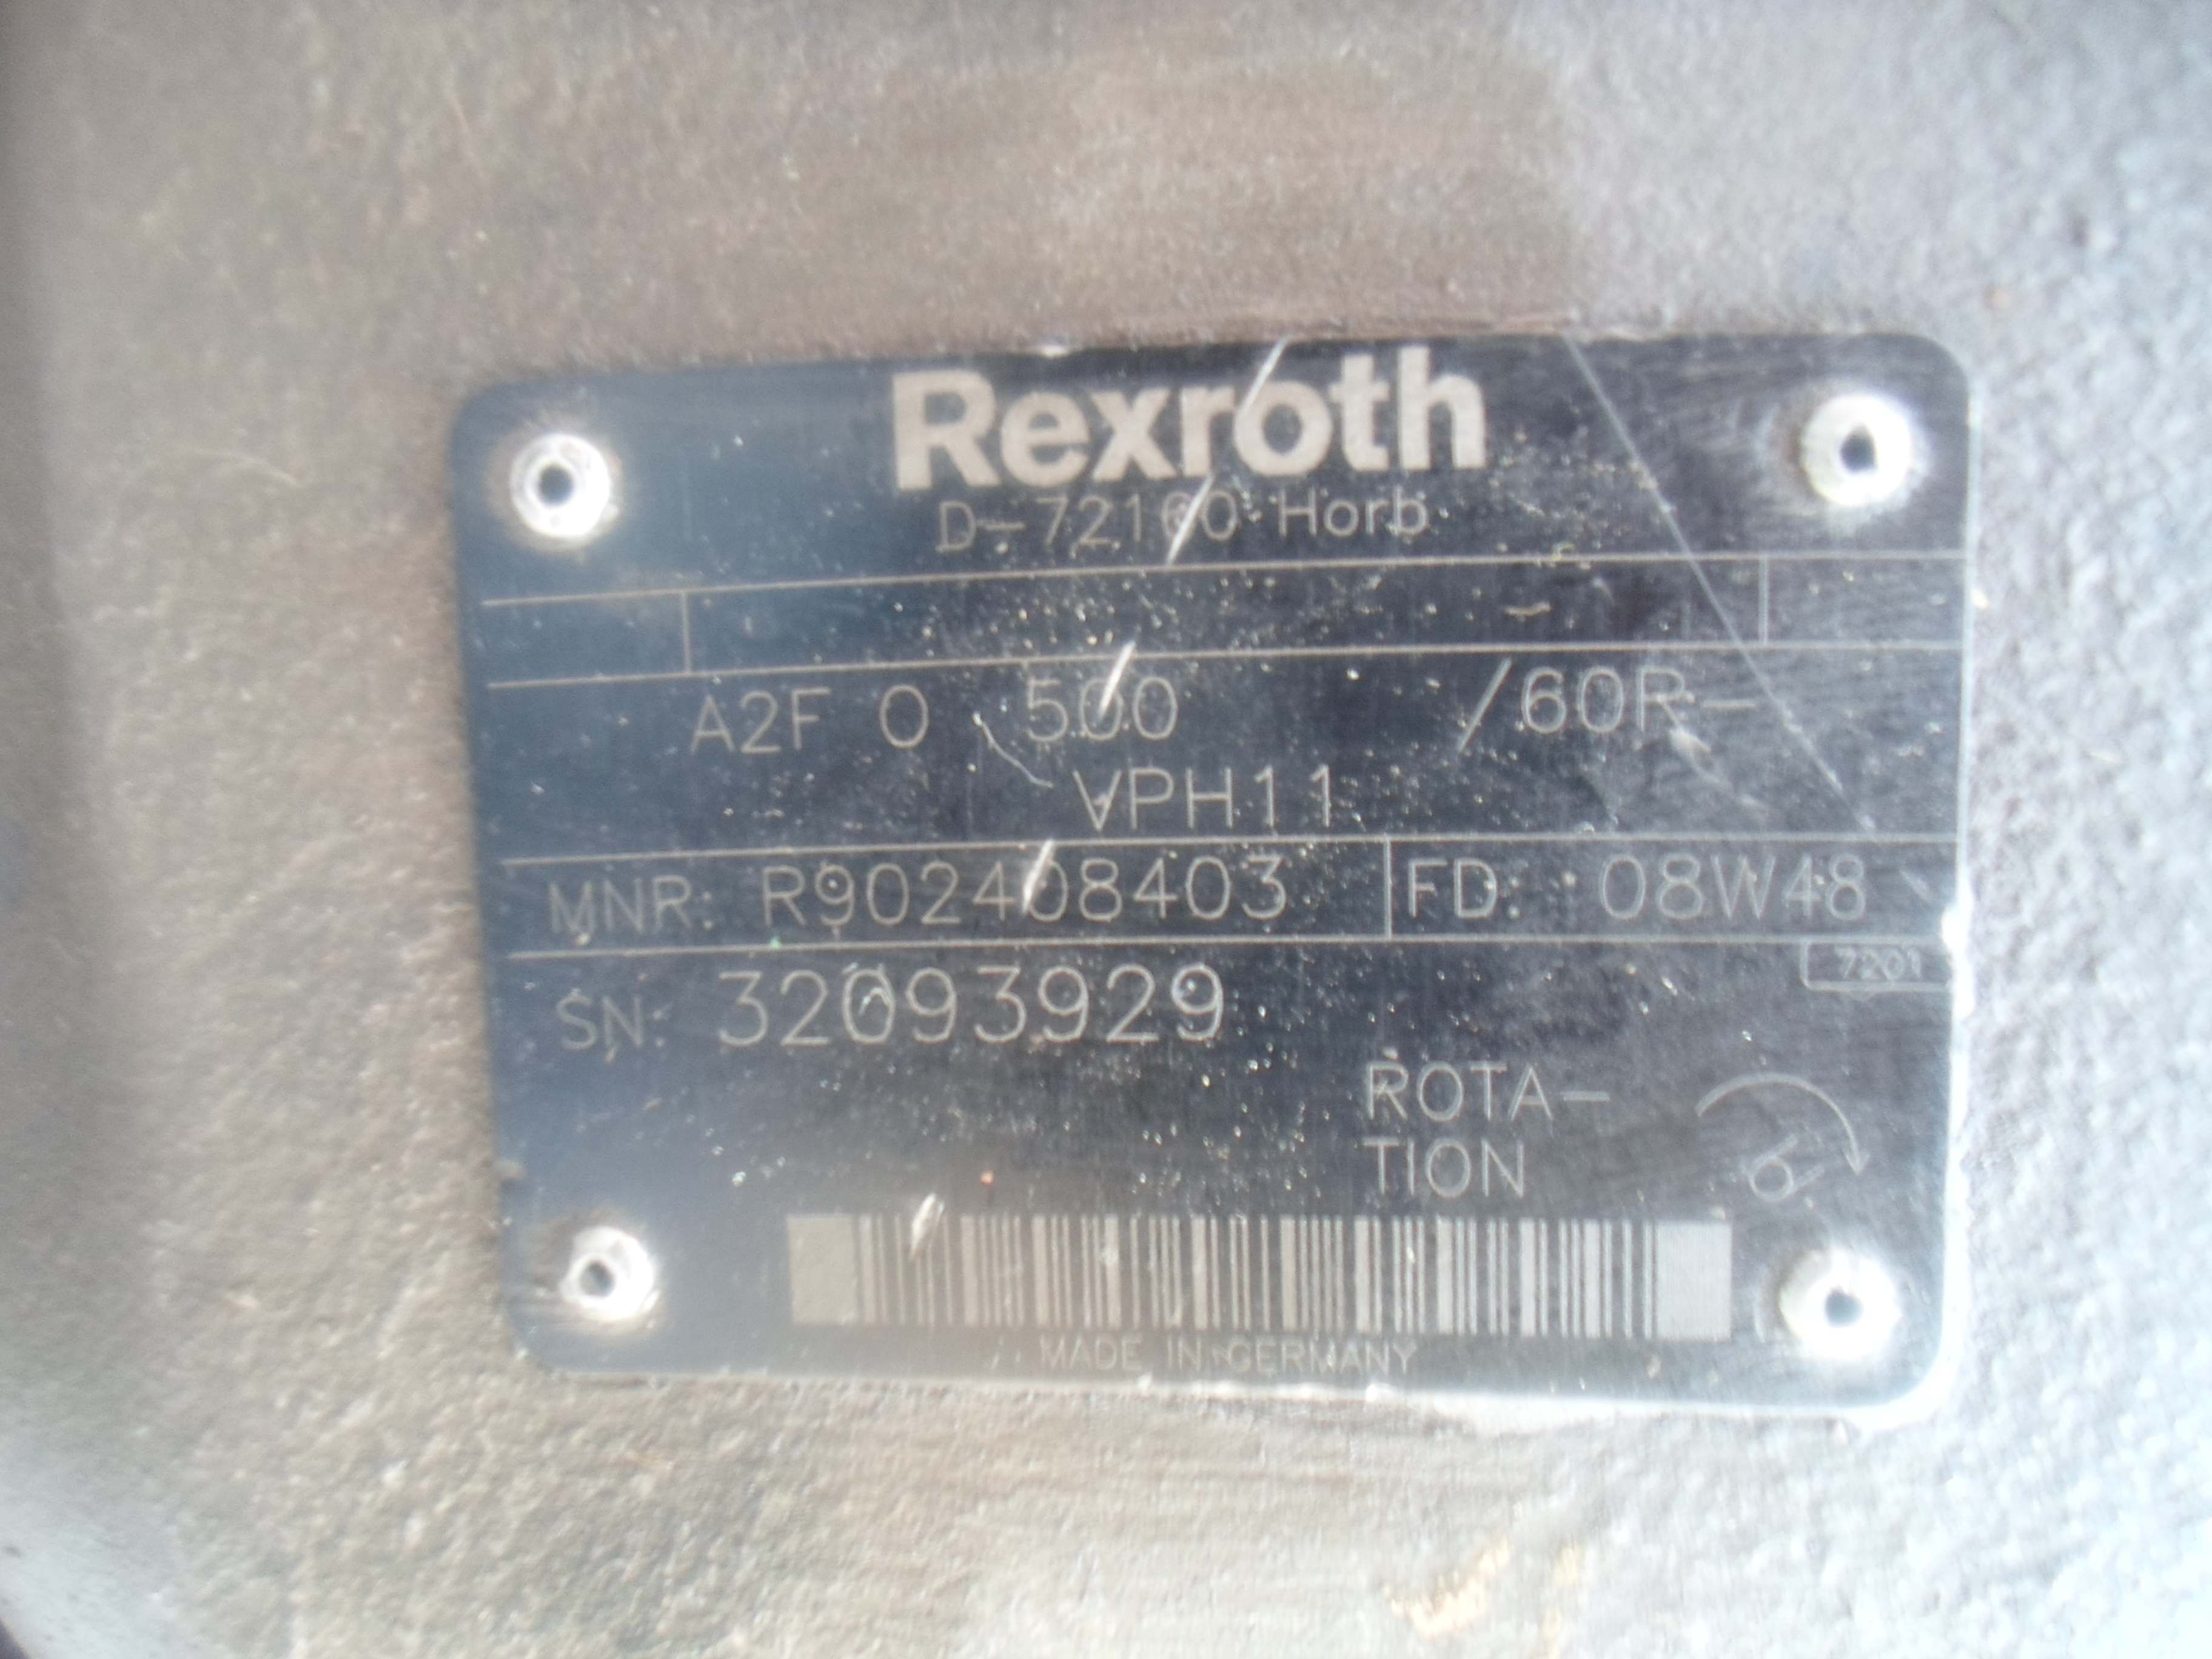 Rexroth
D-72160 Horb
A2F O 500 /60R-
VPH11
MNR: R902408403 FD: 08W48
7201
SN: 32093929
ROTA-
TION
MADE IN GERMANY